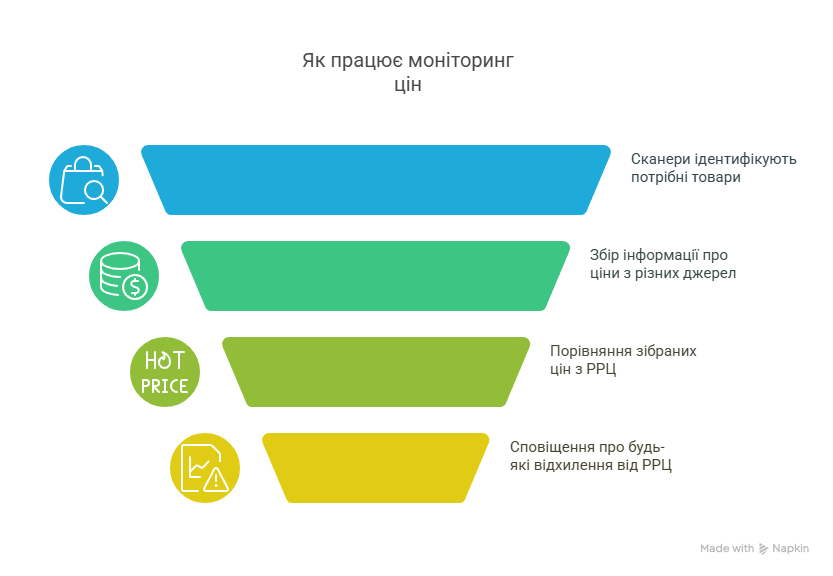 Як працює моніторинг
цін
Сканери ідентифікують
потрібні товари
$
Збір інформації про
ціни з різних джерел
HOT
PRICE
Порівняння зібраних
цін з РРЦ
Сповіщення про будь-
які відхилення від РРЦ
Made with Napkin